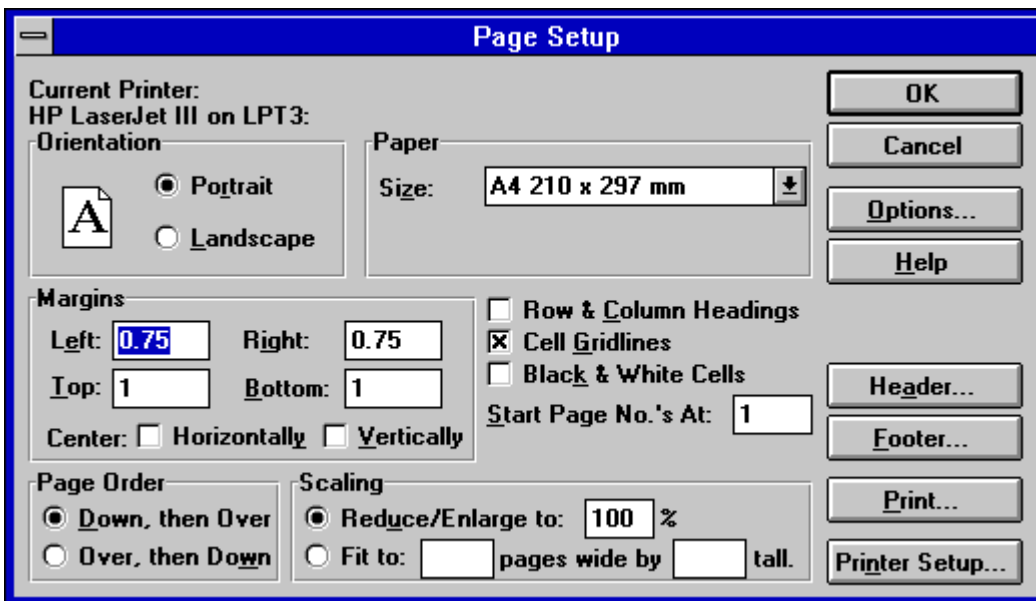 Page Setup
Current Printer:
HP LaserJet III on LPT3:
OK
Cancel
Options...
Help
Orientation
A
Portrait
Landscape
Paper
Size: A4 210 x 297 mm
Margins
Left: 0.75 Right: 0.75
Top: 1 Bottom: 1
Center: Horizontally Vertically
Row & Column Headings
Cell Gridlines
Black & White Cells
Start Page No.'s At: 1
Header...
Footer...
Page Order
Down, then Over
Over, then Down
Scaling
Reduce/Enlarge to: 100 %
Fit to: pages wide by tall.
Print...
Printer Setup...